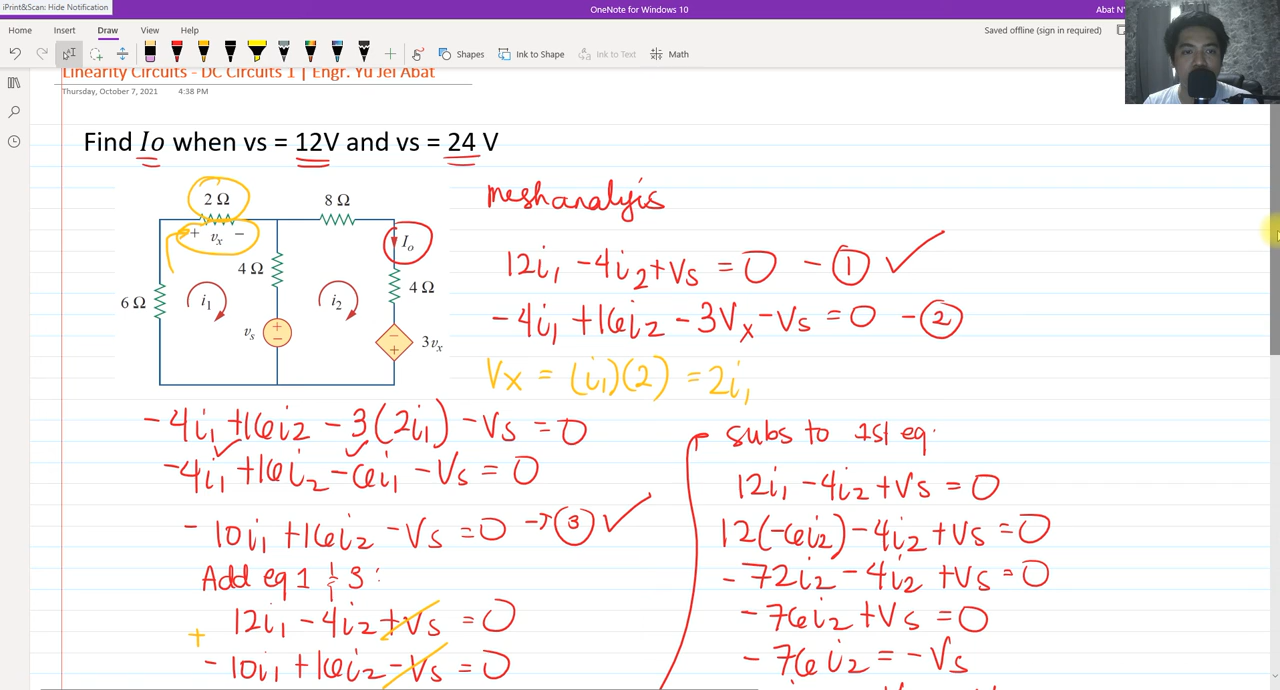 iPrint&Scan: Hide Notification
OneNote for Windows 10
Abat N
Home Insert Draw View Help
Saved offline (sign in required)
Shapes Ink to Shape Ink to Text Math
Linearity Circuits - DC Circuits 1 | Engr. Yu Jei Abat
Thursday, October 7, 2021 4:38 PM
Find Io when vs = 12V and vs = 24 V
2 Ω 8 Ω
+ vx −
Io
4 Ω
4 Ω
6 Ω
i1 i2
vs + −
− + 3vx
mesh analysis
12i1 - 4i2 + Vs = 0 - 1
- 4i1 + 16i2 - 3Vx - Vs = 0 - 2
Vx = (i1)(2) = 2i1
- 4i1 + 16i2 - 3(2i1) - Vs = 0
- 4i1 + 16i2 - 6i1 - Vs = 0
- 10i1 + 16i2 - Vs = 0 → 3
Add eq 1 & 3 :
12i1 - 4i2 + Vs = 0
+
- 10i1 + 16i2 - Vs = 0
subs to 1st eq.
12i1 - 4i2 + Vs = 0
12(-6i2) - 4i2 + Vs = 0
- 72i2 - 4i2 + Vs = 0
- 76i2 + Vs = 0
- 76i2 = - Vs